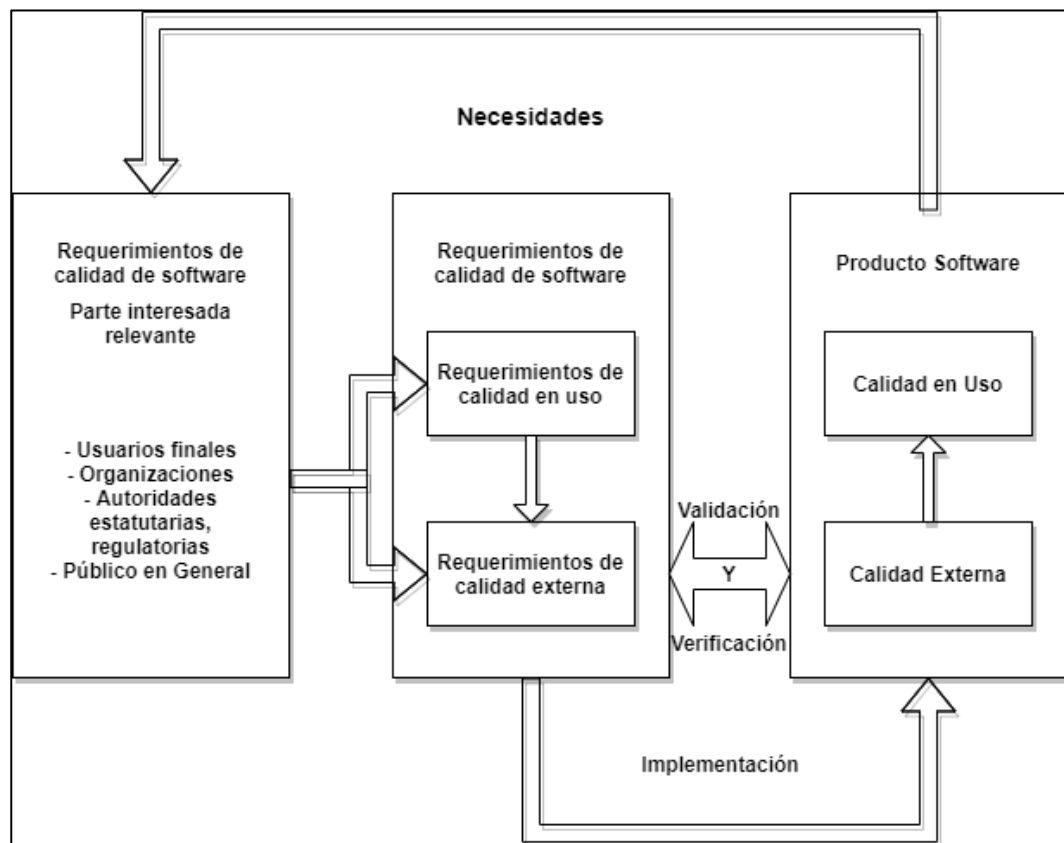 Necesidades
Requerimientos de
calidad de software
Parte interesada
relevante
- Usuarios finales
- Organizaciones
- Autoridades
estatutarias,
regulatorias
- Público en General
Requerimientos de
calidad de software
Requerimientos de
calidad en uso
Requerimientos de
calidad externa
Validación
Y
Verificación
Producto Software
Calidad en Uso
Calidad Externa
Implementación